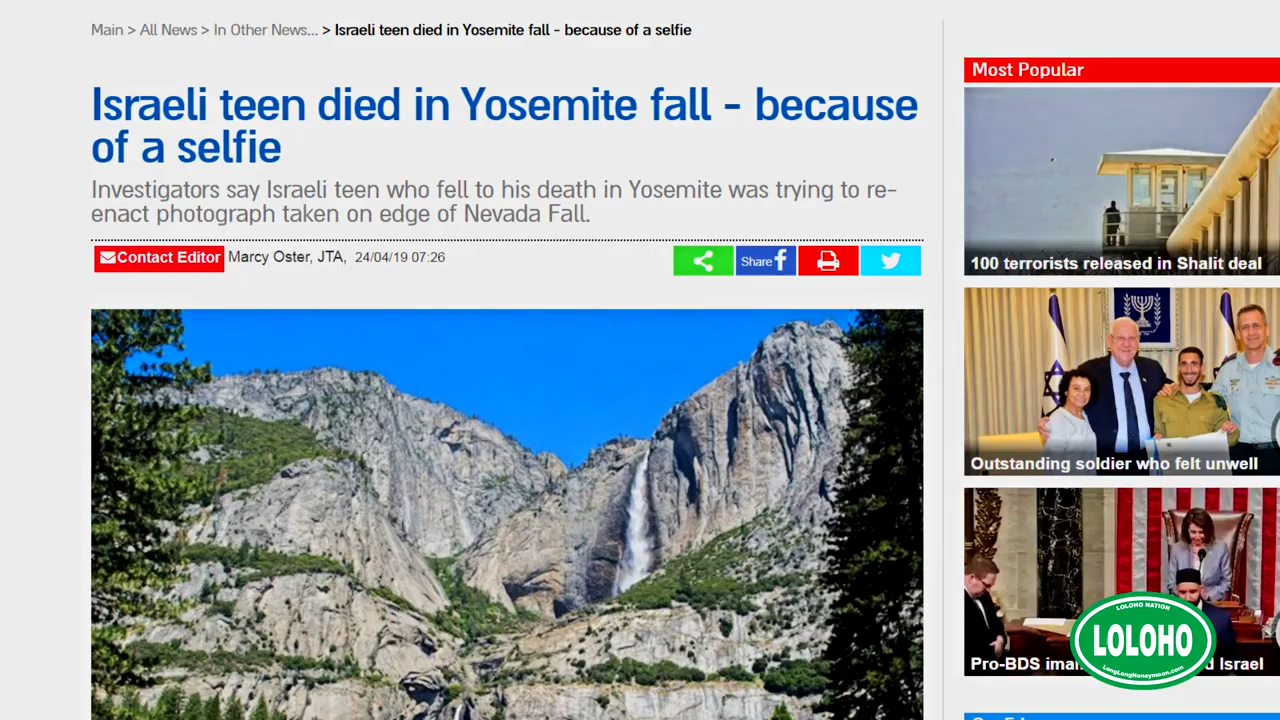 Main > All News > In Other News... > Israeli teen died in Yosemite fall - because of a selfie
Israeli teen died in Yosemite fall - because
of a selfie
Investigators say Israeli teen who fell to his death in Yosemite was trying to re-
enact photograph taken on edge of Nevada Fall.
Contact Editor Marcy Oster, JTA, 24/04/19 07:26
Share
Most Popular
100 terrorists released in Shalit deal
Outstanding soldier who felt unwell
Pro-BDS Israel
LOLOHO NATION
LOLOHO
LongLongHoneymoon.com